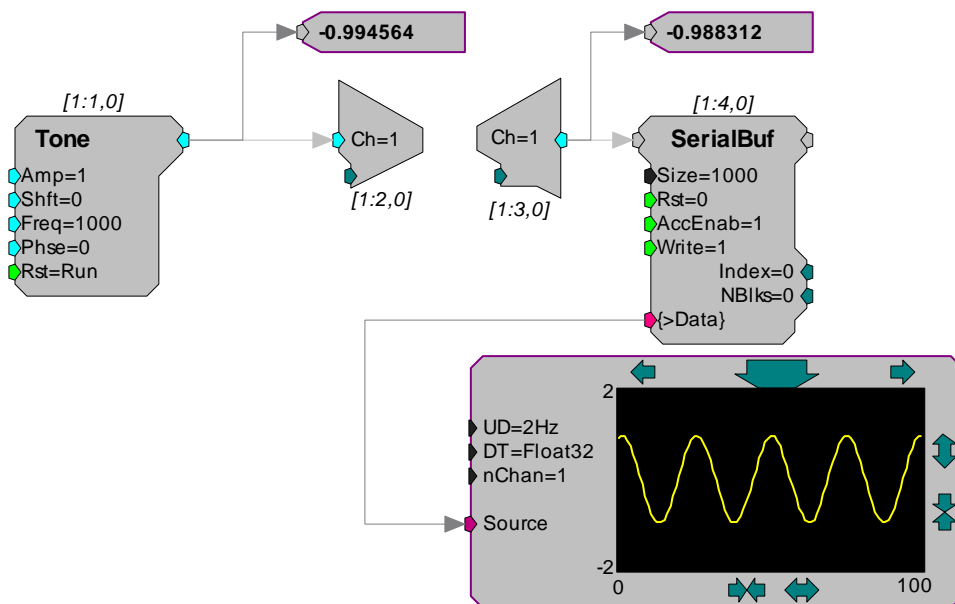 -0.994564
-0.988312
[1:1,0]
[1:4,0]
Tone
Ch=1
Ch=1
SerialBuf
Amp=1
Shft=0
Freq=1000
Phse=0
Rst=Run
[1:2,0]
[1:3,0]
Size=1000
Rst=0
AccEnab=1
Write=1
Index=0
NBlks=0
{>Data}
UD=2Hz
DT=Float32
nChan=1
Source
2
-2
0
100